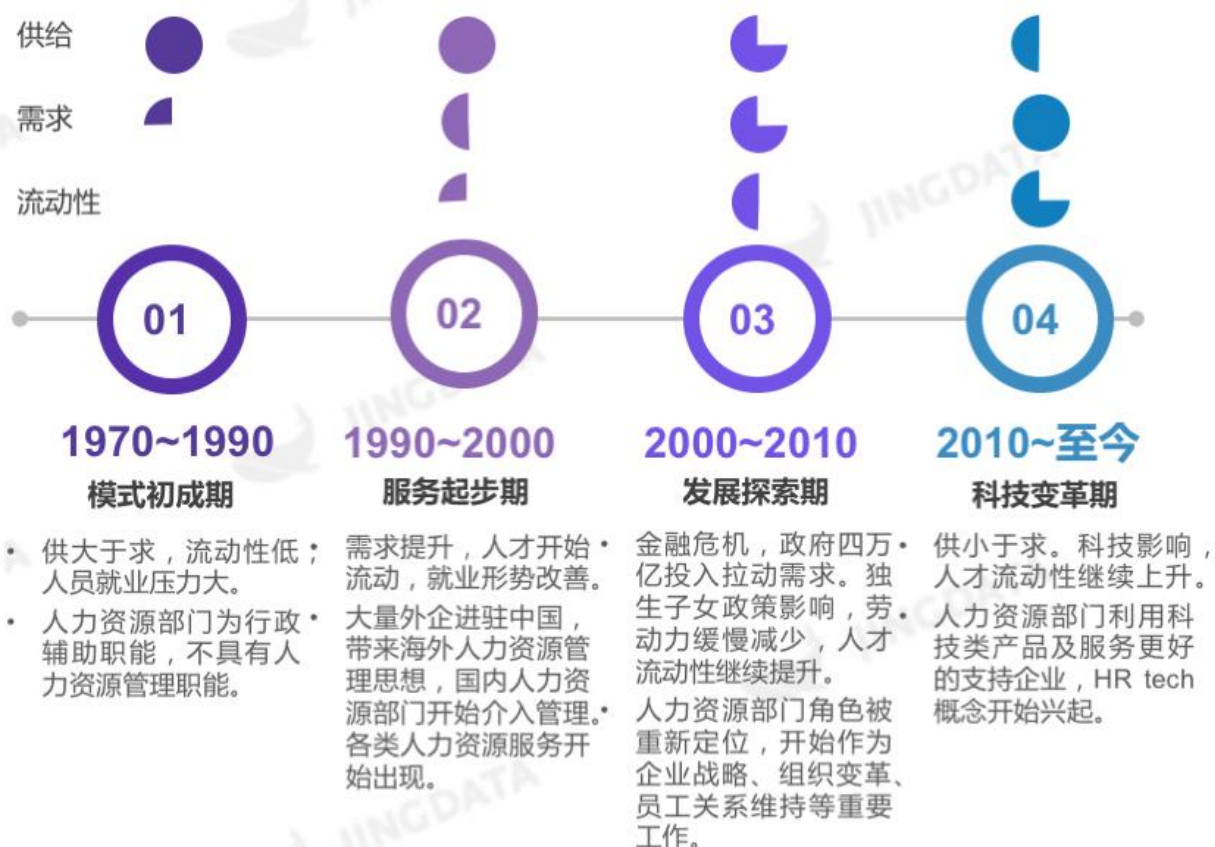 供给
需求
流动性
01
02
03
04
1970~1990
模式初成期
• 供大于求，流动性低；
人员就业压力大。
• 人力资源部门为行政
辅助职能，不具有人
力资源管理职能。
1990~2000
服务起步期
• 需求提升，人才开始
流动，就业形势改善。
• 大量外企进驻中国，
带来海外人力资源管
理思想，国内人力资
源部门开始介入管理。
各类人力资源服务开
始出现。
2000~2010
发展探索期
• 金融危机，政府四万
亿投入拉动需求。独
生子女政策影响，劳
动力缓慢减少，人才
流动性继续提升。
• 人力资源部门角色被
重新定位，开始作为
企业战略、组织变革、
员工关系维持等重要
工作。
2010~至今
科技变革期
• 供小于求。科技影响，
人才流动性继续上升。
• 人力资源部门利用科
技类产品及服务更好
的支持企业，HR tech
概念开始兴起。
JINGDATA
JINGDATA
JINGDATA